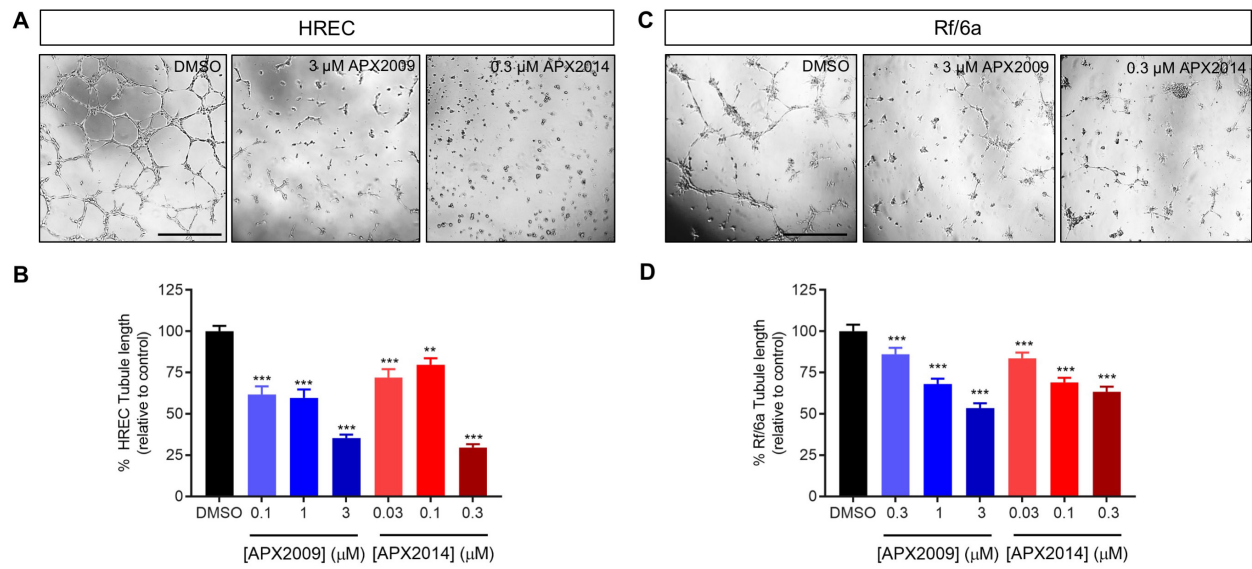 A
HREC
DMSO
3 µM APX2009
0.3 µM APX2014
C
Rf/6a
DMSO
3 µM APX2009
0.3 µM APX2014
B
% HREC Tubule length
(relative to control)
125
100
75
50
25
0
***
***
***
***
**
***
DMSO
0.1
1
3
0.03
0.1
0.3
[APX2009] (µM)
[APX2014] (µM)
D
% Rf/6a Tubule length
(relative to control)
125
100
75
50
25
0
***
***
***
***
***
***
DMSO
0.3
1
3
0.03
0.1
0.3
[APX2009] (µM)
[APX2014] (µM)